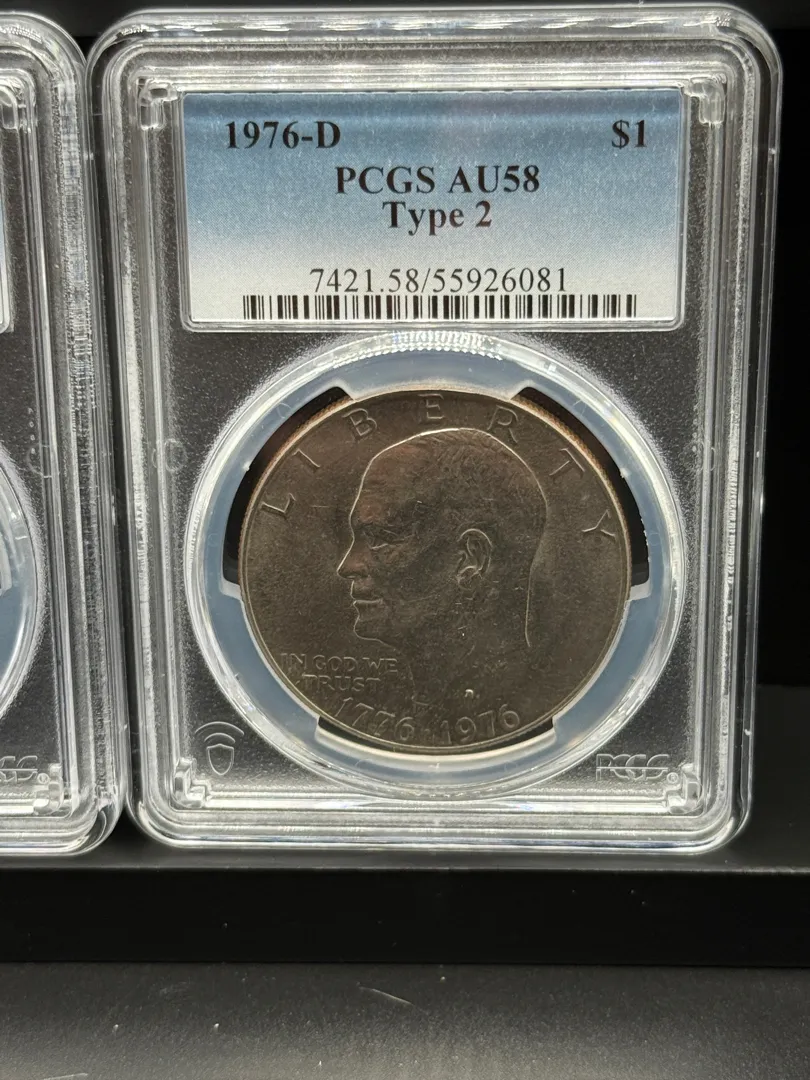 1976-D $1
PCGS AU58
Type 2
7421.58/55926081
LIBERTY
IN GOD WE
TRUST
D
1776-1976
PCGS